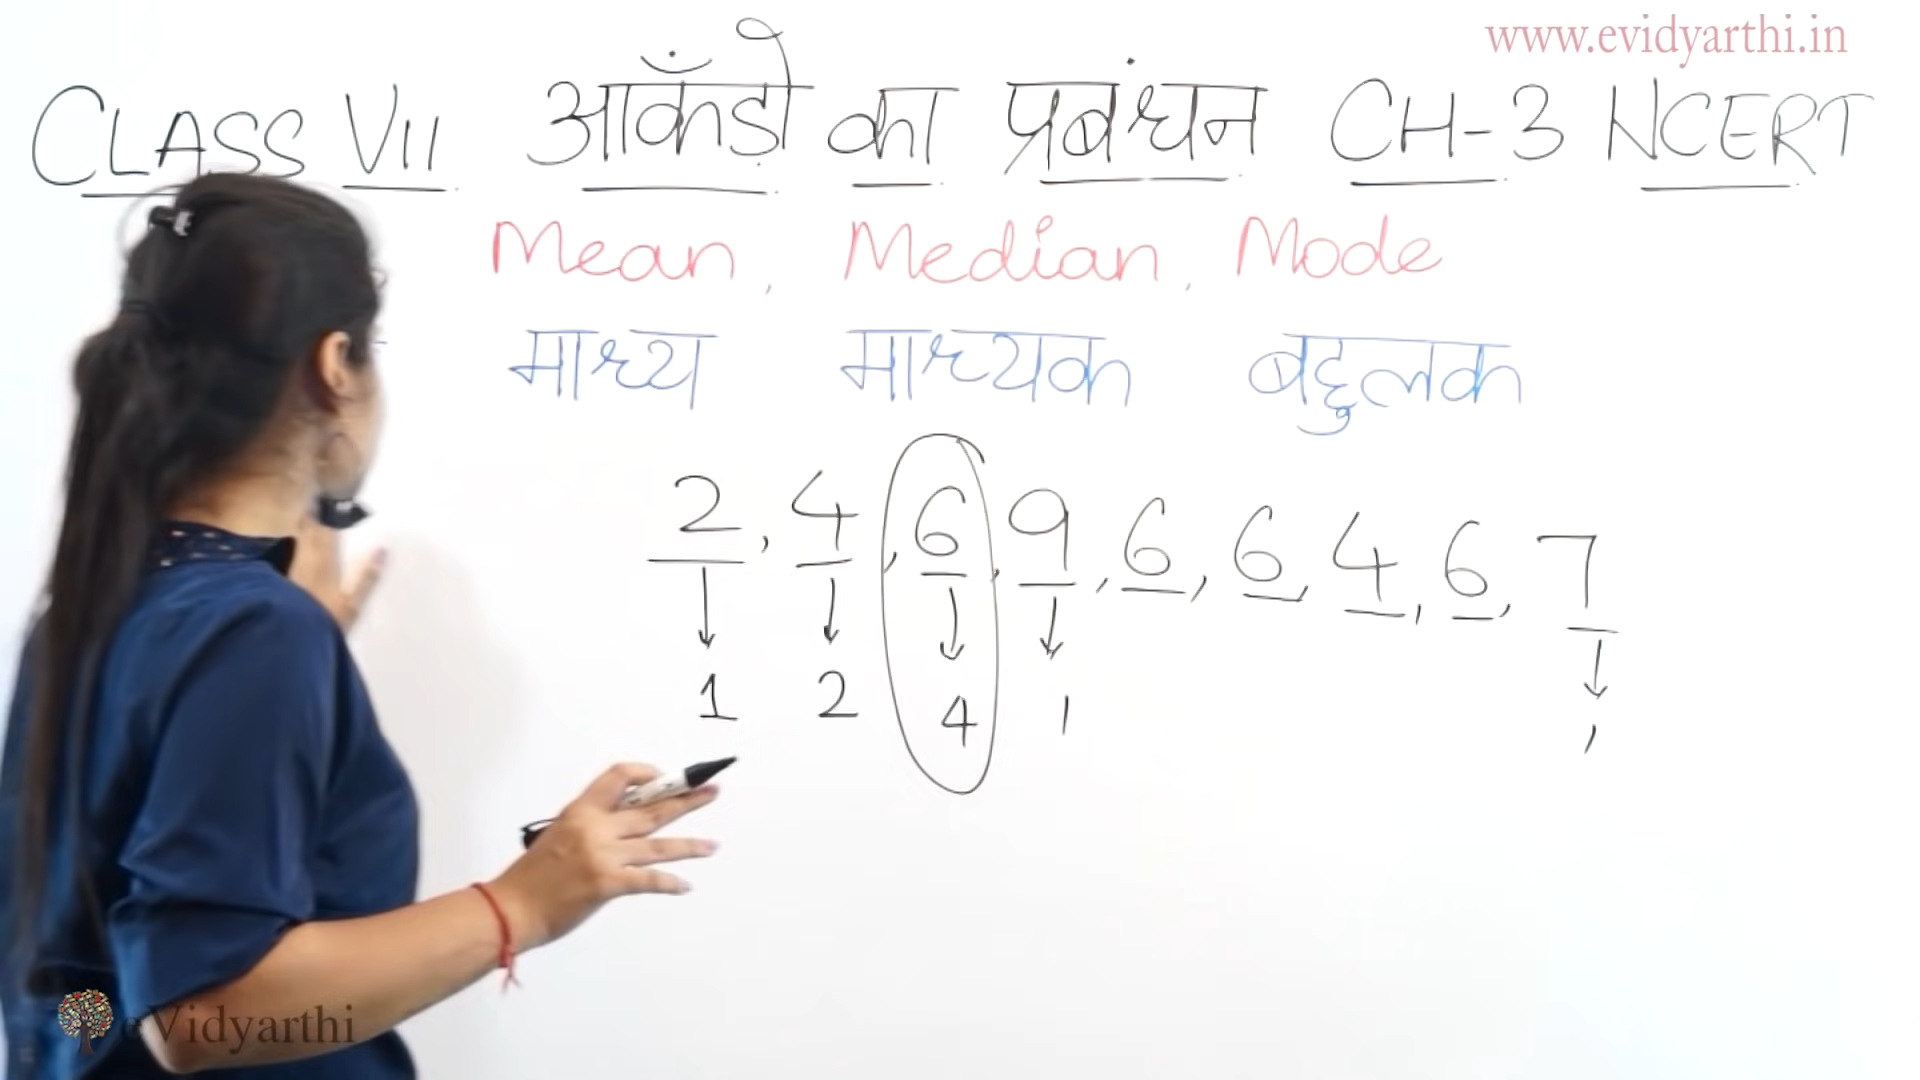 www.evidyarthi.in
CLASS VII आकँड़ो का प्रबंधन CH-3 NCERT
Mean, Median, Mode
माध्य माध्यक बहुलक
2, 4, 6, 9, 6, 6, 4, 6, 7
1 2 4 1 1
eVidyarthi